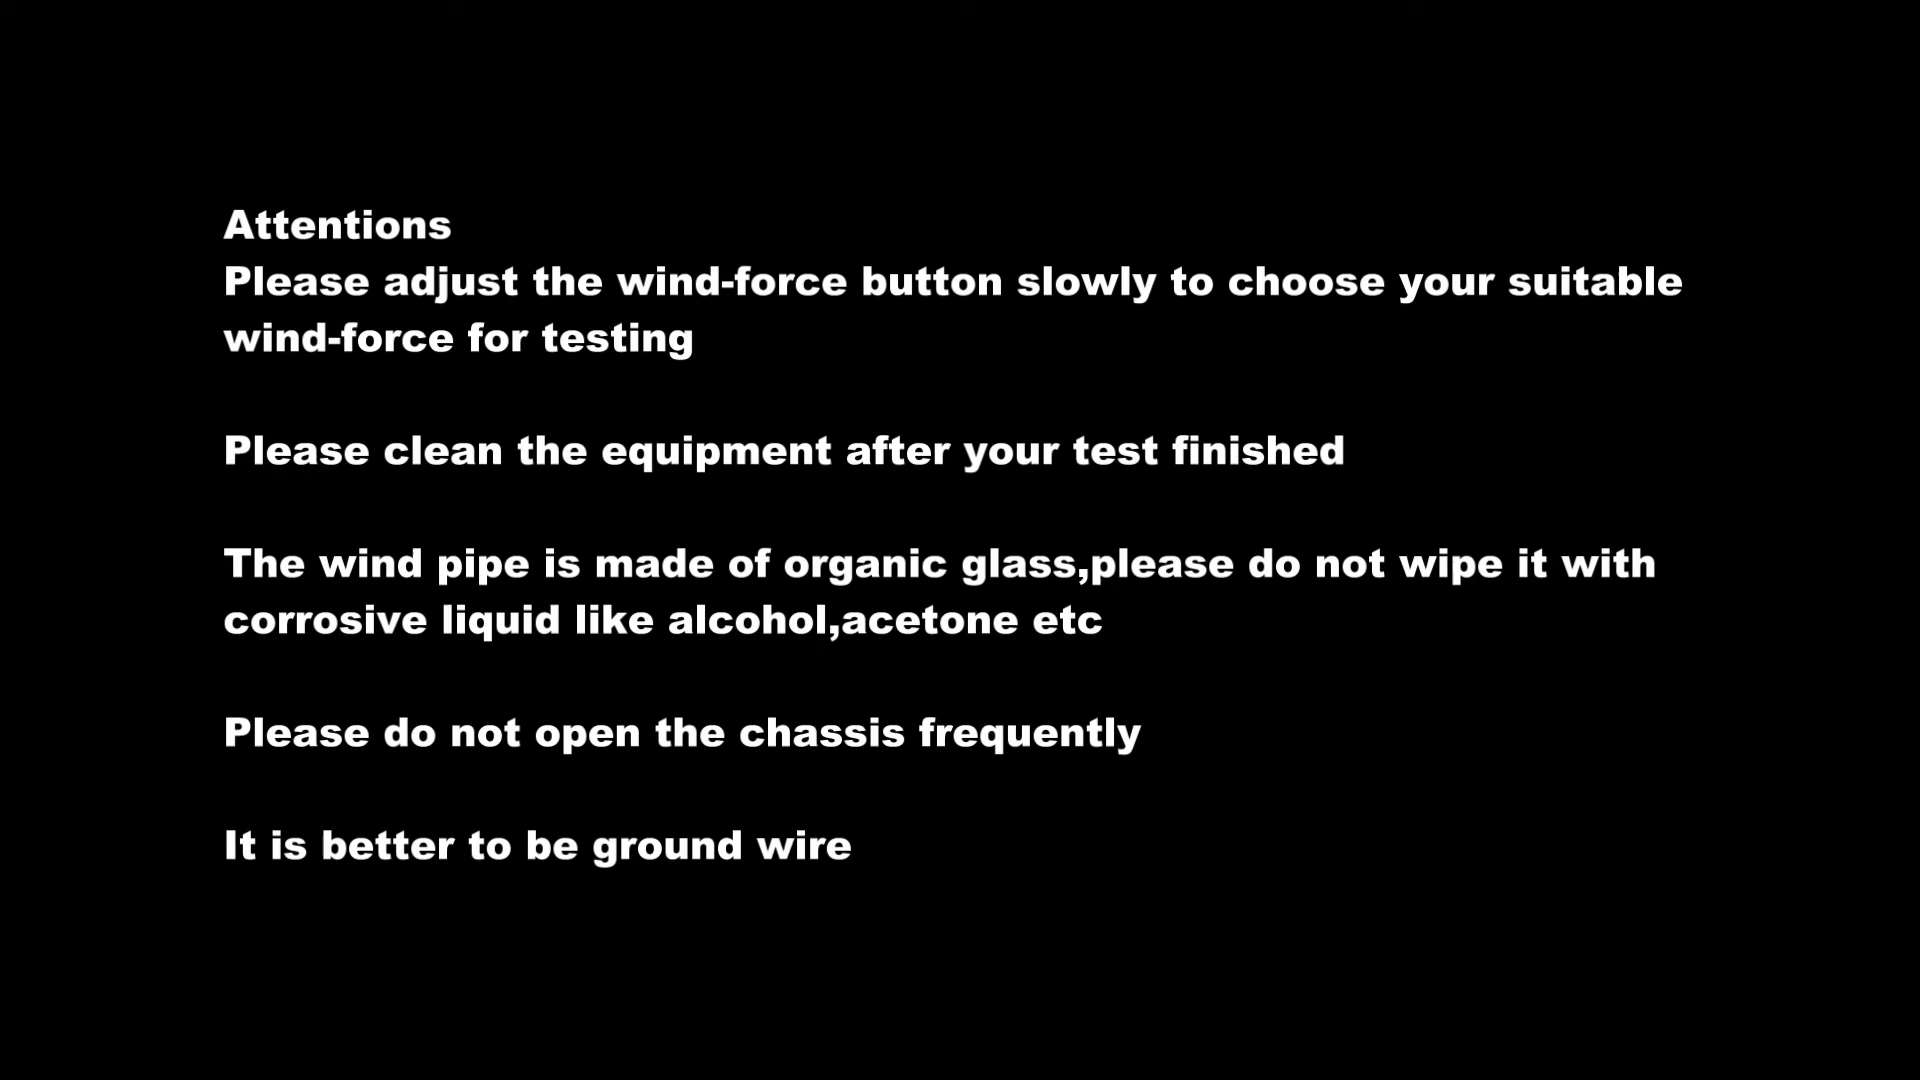 Attentions
Please adjust the wind-force button slowly to choose your suitable
wind-force for testing
Please clean the equipment after your test finished
The wind pipe is made of organic glass,please do not wipe it with
corrosive liquid like alcohol,acetone etc
Please do not open the chassis frequently
It is better to be ground wire